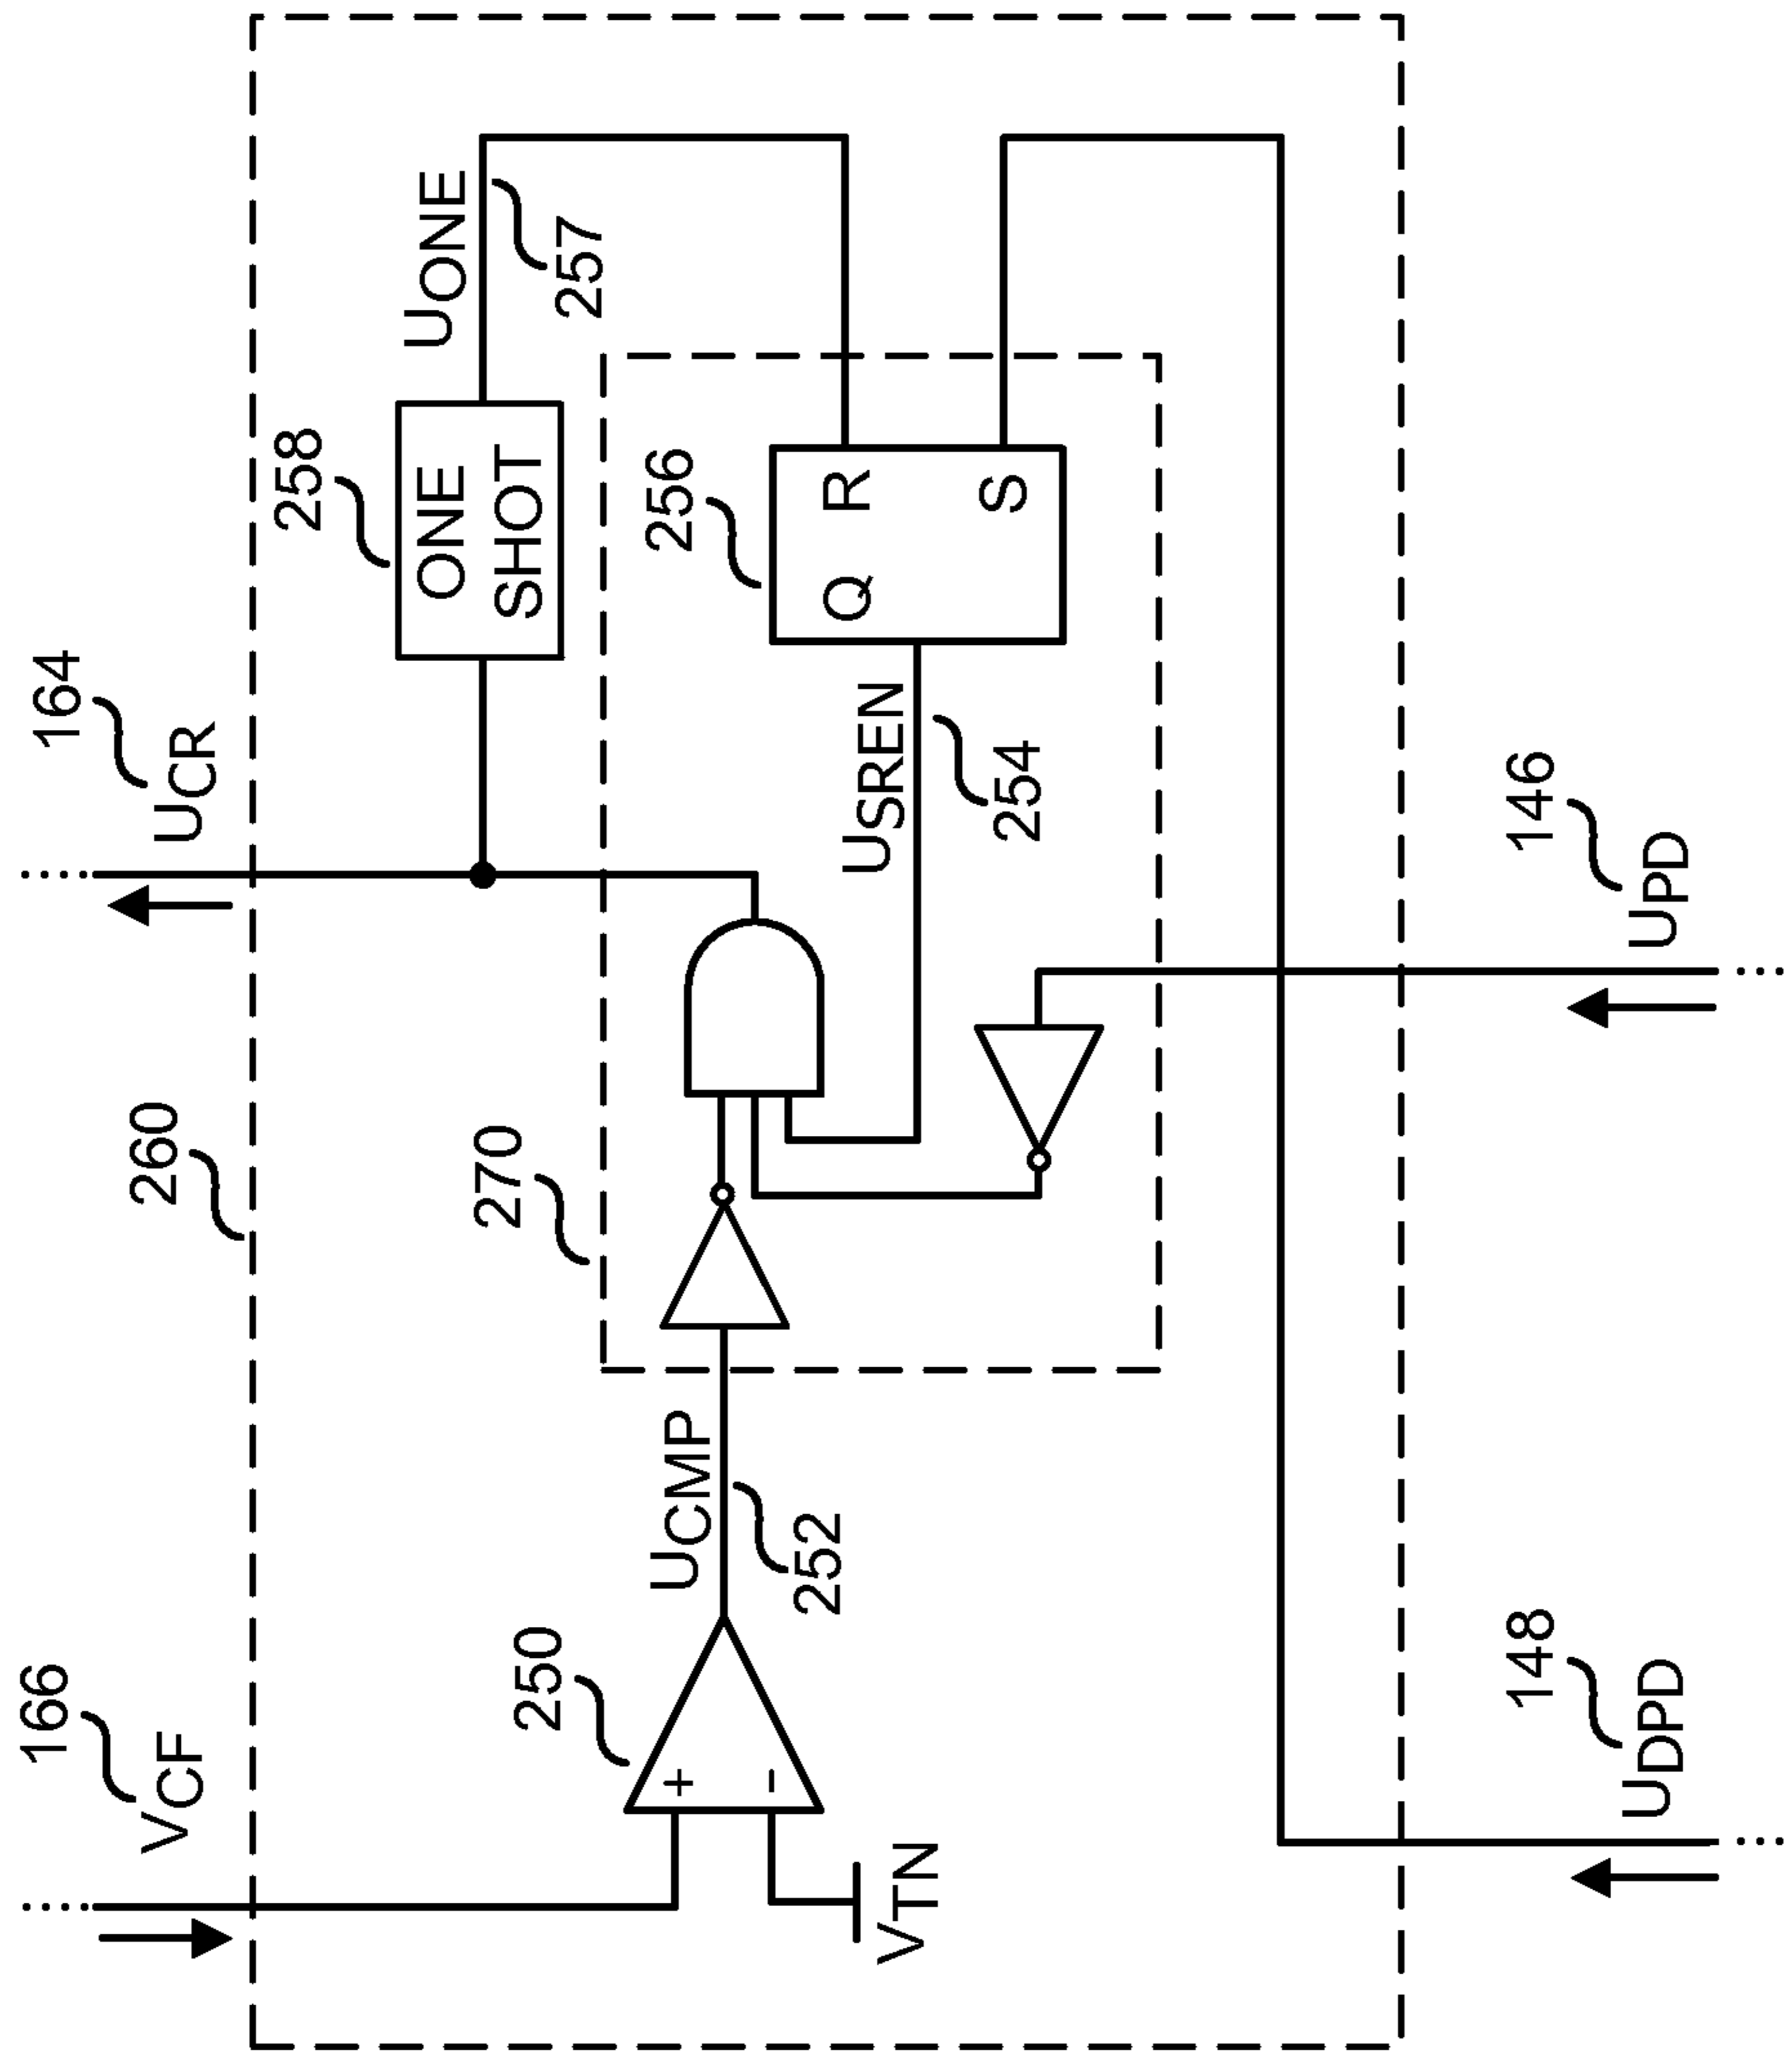 166
VCF
260
164
UCR
258
ONE
SHOT
UONE
257
250
+
-
VTN
UCMP
252
270
256
Q
R
S
USREN
254
148
UDPD
146
UPD